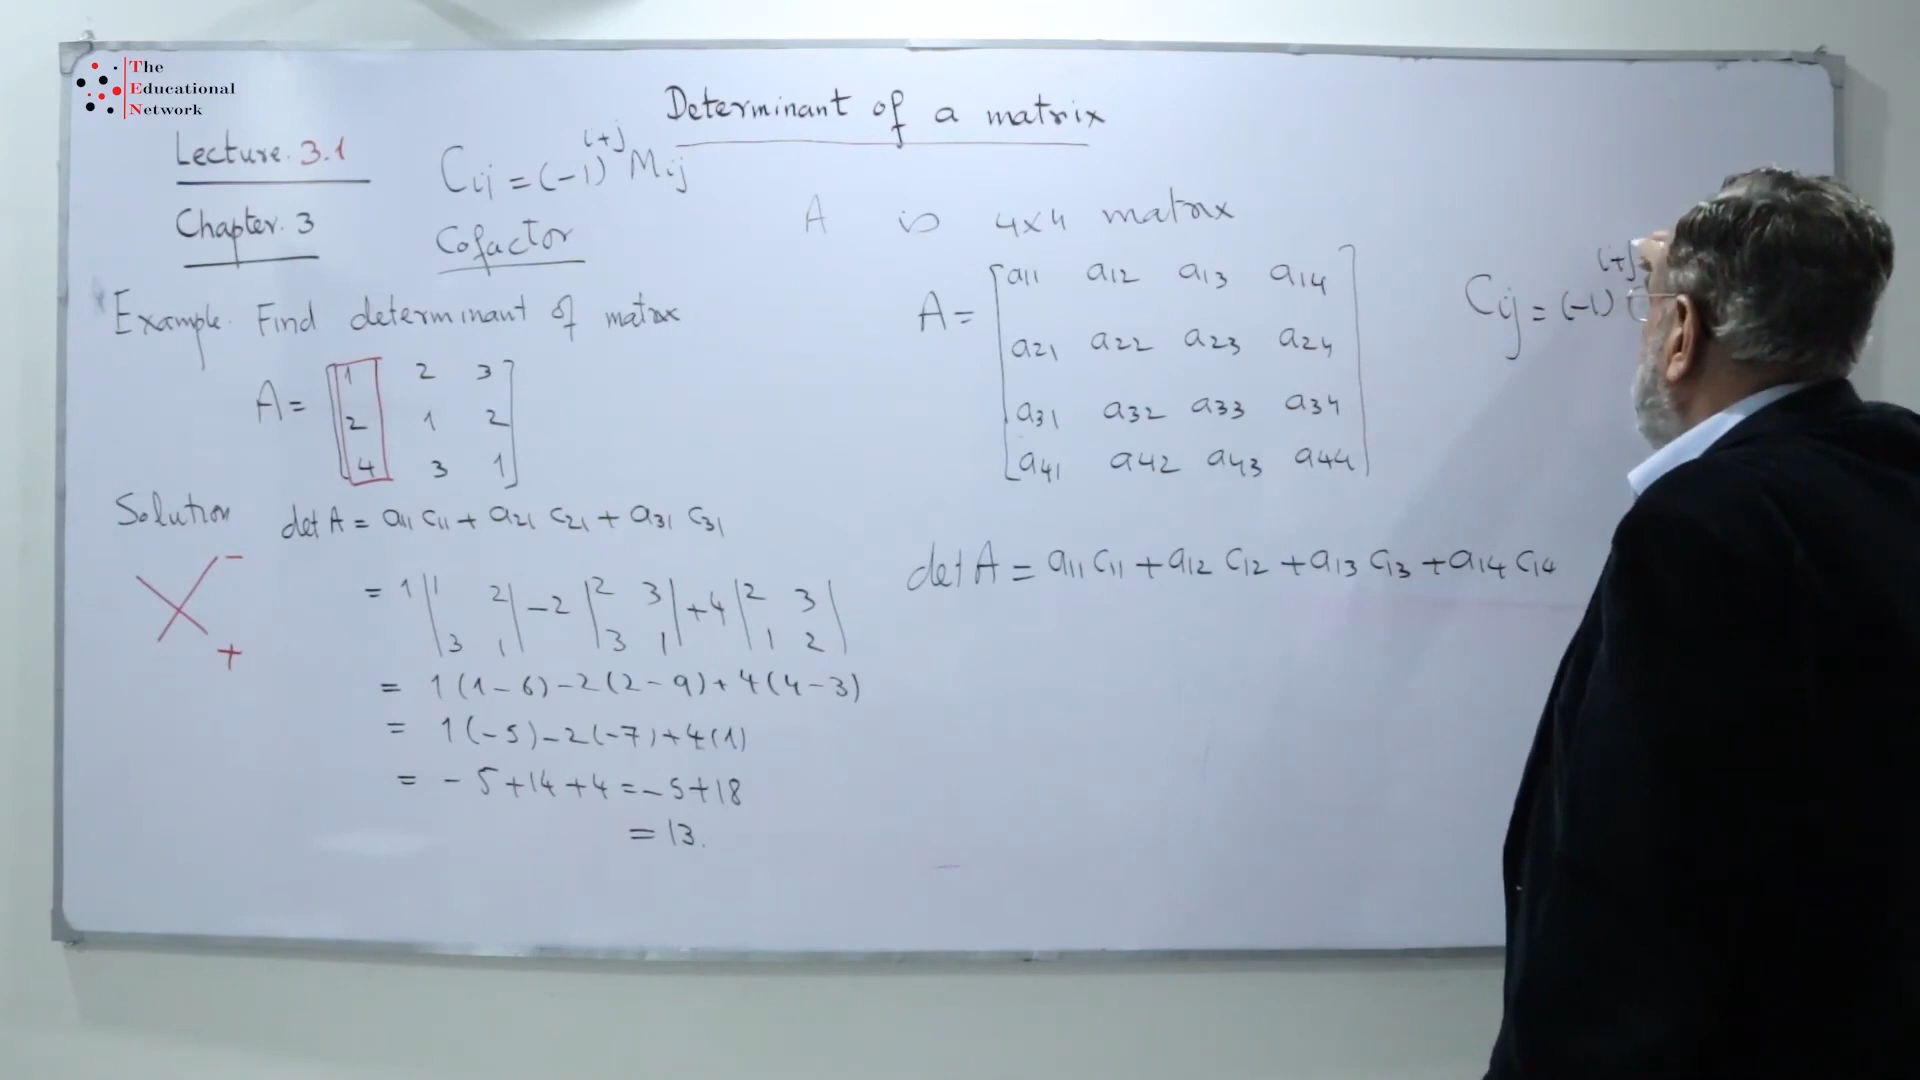 The
Educational
Network
Determinant of a matrix
Lecture. 3.1
Chapter. 3
Cij = (-1)^i+j Mij
Cofactor
Example. Find determinant of matrix
A = [1 2 3
2 1 2
4 3 1]
Solution
det A = a11 c11 + a21 c21 + a31 c31
-
+
= 1 |1 2| -2 |2 3| +4 |2 3|
|3 1| |3 1| |1 2|
= 1(1-6)-2(2-9)+4(4-3)
= 1(-5)-2(-7)+4(1)
= -5+14+4 = -5+18
= 13.
A is 4x4 matrix
A = [a11 a12 a13 a14
a21 a22 a23 a24
a31 a32 a33 a34
a41 a42 a43 a44]
det A = a11 c11 + a12 c12 + a13 c13 + a14 c14
Cij = (-1)^i+j